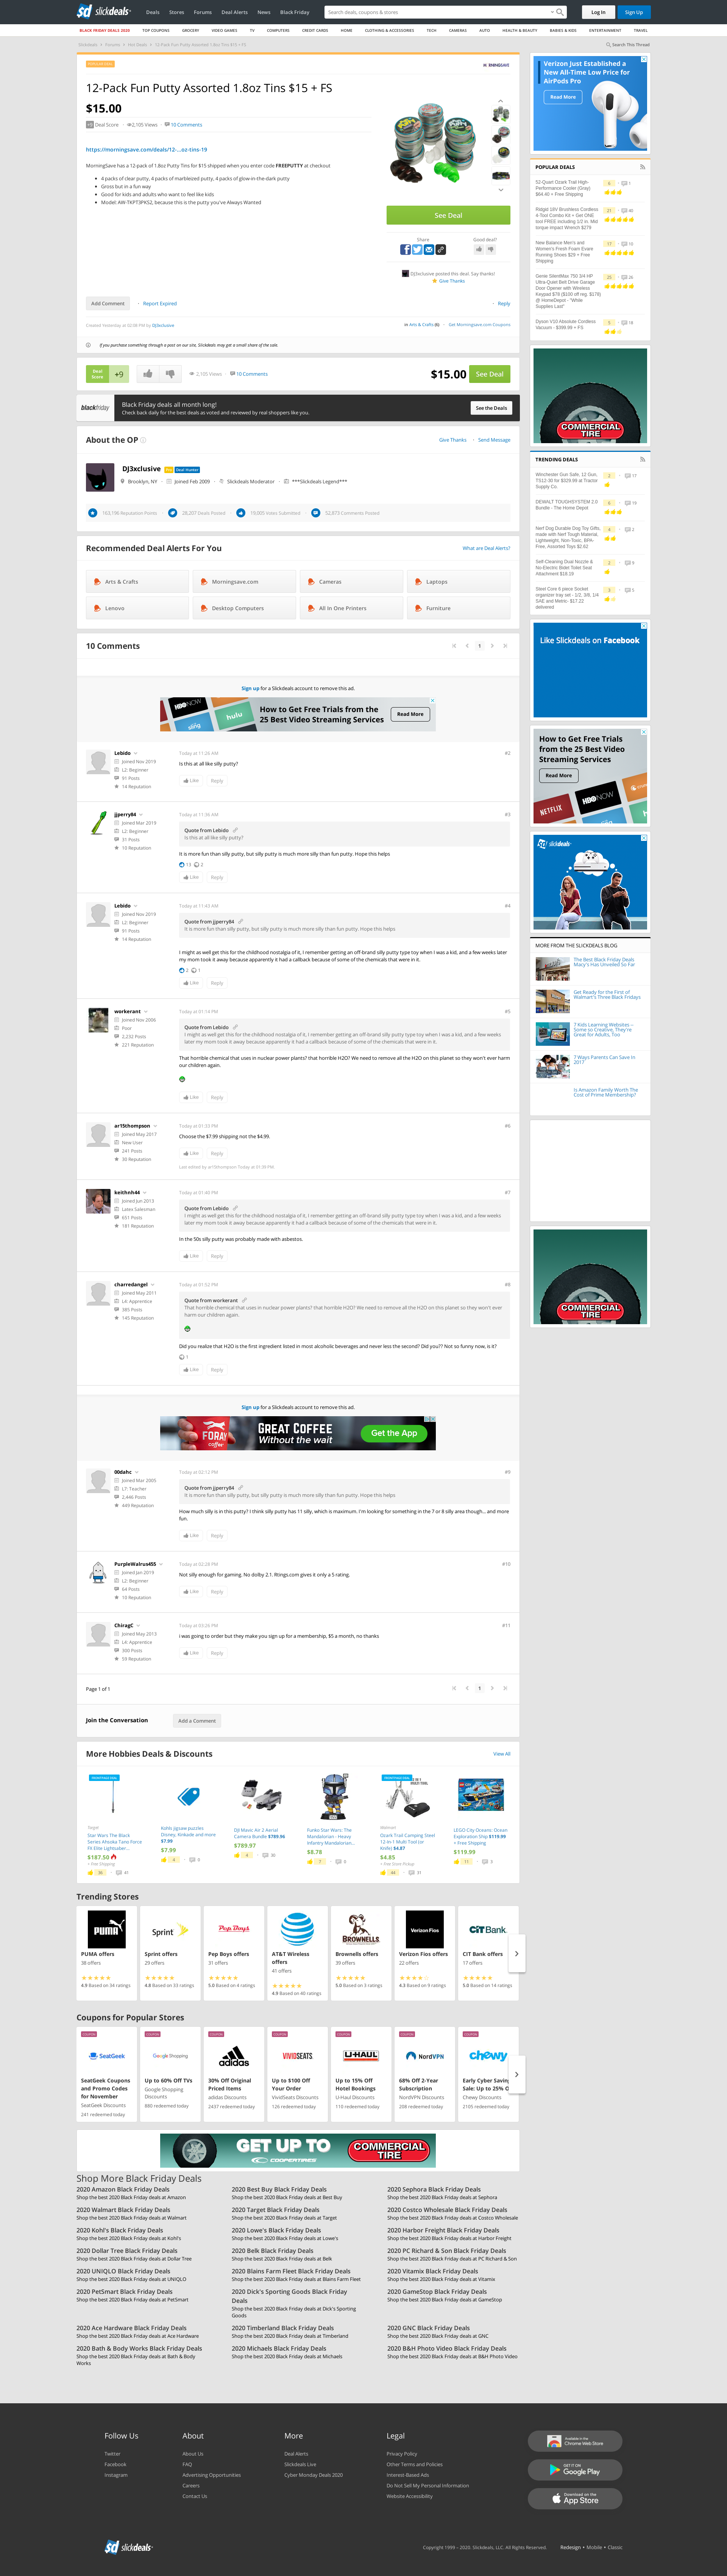 slickdeals
Deals Stores Forums Deal Alerts News Black Friday
Search deals, coupons & stores
Log In Sign Up
BLACK FRIDAY DEALS 2020 TOP COUPONS GROCERY VIDEO GAMES TV COMPUTERS CREDIT CARDS HOME CLOTHING & ACCESSORIES TECH CAMERAS AUTO HEALTH & BEAUTY BABIES & KIDS ENTERTAINMENT TRAVEL
Slickdeals > Forums > Hot Deals > 12-Pack Fun Putty Assorted 1.8oz Tins $15 + FS
Search This Thread
12-Pack Fun Putty Assorted 1.8oz Tins $15 + FS
$15.00
+9 Deal Score 2,105 Views 10 Comments
https://morningsave.com/deals/12-...oz-tins-19
MorningSave has a 12-pack of 1.8oz Putty Tins for $15 shipped when you enter code FREEPUTTY at checkout
4 packs of clear putty, 4 packs of marbleized putty, 4 packs of glow-in-the-dark putty
Gross but in a fun way
Good for kids and adults who want to feel like kids
Model: AW-TKPT3PK52, because this is the putty you've Always Wanted
See Deal
Share Good deal?
DJ3xclusive posted this deal. Say thanks!
Give Thanks
Add Comment Report Expired Reply
Created Yesterday at 02:08 PM by DJ3xclusive
Arts & Crafts (6) Get Morningsave.com Coupons
If you purchase something through a post on our site, Slickdeals may get a small share of the sale.
Deal Score +9 2,105 Views 10 Comments $15.00 See Deal
blackfriday
Black Friday deals all month long!
Check back daily for the best deals as voted and reviewed by real shoppers like you.
See the Deals
About the OP
Give Thanks Send Message
DJ3xclusive Pro Deal Hunter
Brooklyn, NY Joined Feb 2009 Slickdeals Moderator ***Slickdeals Legend***
163,196 Reputation Points 28,207 Deals Posted 19,005 Votes Submitted 52,873 Comments Posted
Recommended Deal Alerts For You
What are Deal Alerts?
Arts & Crafts Morningsave.com Cameras Laptops
Lenovo Desktop Computers All In One Printers Furniture
10 Comments
1
Sign up for a Slickdeals account to remove this ad.
HBO NOW sling hulu
How to Get Free Trials from the 25 Best Video Streaming Services
Read More
Lebido
Joined Nov 2019
L2: Beginner
91 Posts
14 Reputation
Today at 11:26 AM #2
Is this at all like silly putty?
Like Reply
jjperry84
Joined Mar 2019
L2: Beginner
31 Posts
10 Reputation
Today at 11:36 AM #3
Quote from Lebido
Is this at all like silly putty?
It is more fun than silly putty, but silly putty is much more silly than fun putty. Hope this helps
13 2
Like Reply
Lebido
Joined Nov 2019
L2: Beginner
91 Posts
14 Reputation
Today at 11:43 AM #4
Quote from jjperry84
It is more fun than silly putty, but silly putty is much more silly than fun putty. Hope this helps
I might as well get this for the childhood nostalgia of it, I remember getting an off-brand silly putty type toy when I was a kid, and a few weeks later my mom took it away because apparently it had a callback because of some of the chemicals that were in it.
3 1
Like Reply
workerant
Joined Nov 2006
Poor
2,232 Posts
221 Reputation
Today at 01:14 PM #5
Quote from Lebido
I might as well get this for the childhood nostalgia of it, I remember getting an off-brand silly putty type toy when I was a kid, and a few weeks later my mom took it away because apparently it had a callback because of some of the chemicals that were in it.
That horrible chemical that uses in nuclear power plants? that horrible H2O? We need to remove all the H2O on this planet so they won't ever harm our children again.
Like Reply
ar15thompson
Joined May 2017
New User
241 Posts
30 Reputation
Today at 01:33 PM #6
Choose the $7.99 shipping not the $4.99.
Like Reply
Last edited by ar15thompson Today at 01:39 PM
keithnh44
Joined Jun 2013
Latex Salesman
651 Posts
181 Reputation
Today at 01:40 PM #7
Quote from Lebido
I might as well get this for the childhood nostalgia of it, I remember getting an off-brand silly putty type toy when I was a kid, and a few weeks later my mom took it away because apparently it had a callback because of some of the chemicals that were in it.
In the 50s silly putty was probably made with asbestos.
Like Reply
charredangel
Joined May 2011
L4: Apprentice
385 Posts
145 Reputation
Today at 01:52 PM #8
Quote from workerant
That horrible chemical that uses in nuclear power plants? that horrible H2O? We need to remove all the H2O on this planet so they won't ever harm our children again.
Did you realize that H2O is the first ingredient listed in most alcoholic beverages and never less the second? Did you?? Not so funny now, is it?
1
Like Reply
Sign up for a Slickdeals account to remove this ad.
FORAY coffee
GREAT COFFEE Without the taxes!
Get the App
00dahc
Joined Mar 2005
L7: Teacher
2,446 Posts
449 Reputation
Today at 02:12 PM #9
Quote from jjperry84
It is more fun than silly putty, but silly putty is much more silly than fun putty. Hope this helps
How much silly is in this putty? I think silly putty has 11 silly, which is maximum. I'm looking for something in the 7 or 8 silly area though... and more fun.
Like Reply
PurpleWalrus455
Joined Jan 2019
L2: Beginner
64 Posts
10 Reputation
Today at 02:28 PM #10
Not silly enough for gaming. No dolby 2.1. Rtings.com gives it only a 5 rating.
Like Reply
ChiragC
Joined May 2013
L4: Apprentice
300 Posts
59 Reputation
Today at 03:26 PM #11
i was going to order but they make you sign up for a membership, $5 a month, no thanks
Like Reply
Page 1 of 1 1
Join the Conversation Add a Comment
More Hobbies Deals & Discounts
View All
Target
Star Wars The Black Series Ahsoka Tano Force FX Elite Lightsaber...
$187.50
+ Free Shipping
36 41
Kohls Jigsaw puzzles Disney, Kinkade and more $7.99
$7.99
4 0
DJI Mavic Air 2 Aerial Camera Bundle $789.96
$789.97
4 30
Funko Star Wars: The Mandalorian - Heavy Infantry Mandalorian...
$8.78
7 0
Walmart
Ozark Trail Camping Steel 12-in-1 Multi-Tool (or Knife) $4.87
$4.85
+ Free Store Pickup
44 31
LEGO City Oceans: Ocean Exploration Ship $119.99 + Free Shipping
$119.99
11 3
Trending Stores
PUMA offers
38 offers
4.9 Based on 34 ratings
Sprint offers
29 offers
4.8 Based on 33 ratings
Pep Boys offers
31 offers
5.0 Based on 4 ratings
AT&T Wireless offers
41 offers
4.9 Based on 40 ratings
Brownells offers
39 offers
5.0 Based on 3 ratings
Verizon Fios offers
22 offers
4.3 Based on 9 ratings
CIT Bank offers
17 offers
5.0 Based on 14 ratings
Coupons for Popular Stores
SeatGeek Coupons and Promo Codes for November
SeatGeek Discounts
241 redeemed today
Up to 60% Off TVs
Google Shopping Discounts
880 redeemed today
30% Off Original Priced Items
adidas Discounts
2437 redeemed today
Up to $100 Off Your Order
VividSeats Discounts
126 redeemed today
Up to 15% Off Hotel Bookings
U-Haul Discounts
110 redeemed today
68% Off 2-Year Subscription
NordVPN Discounts
208 redeemed today
Early Cyber Savings Sale: Up to 25% O
Chewy Discounts
2105 redeemed today
GET UP TO COOPERTIRES COMMERCIAL TIRE
Shop More Black Friday Deals
2020 Amazon Black Friday Deals
Shop the best 2020 Black Friday deals at Amazon
2020 Best Buy Black Friday Deals
Shop the best 2020 Black Friday deals at Best Buy
2020 Sephora Black Friday Deals
Shop the best 2020 Black Friday deals at Sephora
2020 Walmart Black Friday Deals
Shop the best 2020 Black Friday deals at Walmart
2020 Target Black Friday Deals
Shop the best 2020 Black Friday deals at Target
2020 Costco Wholesale Black Friday Deals
Shop the best 2020 Black Friday deals at Costco Wholesale
2020 Kohl's Black Friday Deals
Shop the best 2020 Black Friday deals at Kohl's
2020 Lowe's Black Friday Deals
Shop the best 2020 Black Friday deals at Lowe's
2020 Harbor Freight Black Friday Deals
Shop the best 2020 Black Friday deals at Harbor Freight
2020 Dollar Tree Black Friday Deals
Shop the best 2020 Black Friday deals at Dollar Tree
2020 Belk Black Friday Deals
Shop the best 2020 Black Friday deals at Belk
2020 PC Richard & Son Black Friday Deals
Shop the best 2020 Black Friday deals at PC Richard & Son
2020 UNIQLO Black Friday Deals
Shop the best 2020 Black Friday deals at UNIQLO
2020 Blains Farm Fleet Black Friday Deals
Shop the best 2020 Black Friday deals at Blains Farm Fleet
2020 Vitamix Black Friday Deals
Shop the best 2020 Black Friday deals at Vitamix
2020 PetSmart Black Friday Deals
Shop the best 2020 Black Friday deals at PetSmart
2020 Dick's Sporting Goods Black Friday Deals
Shop the best 2020 Black Friday deals at Dick's Sporting Goods
2020 GameStop Black Friday Deals
Shop the best 2020 Black Friday deals at GameStop
2020 Ace Hardware Black Friday Deals
Shop the best 2020 Black Friday deals at Ace Hardware
2020 Timberland Black Friday Deals
Shop the best 2020 Black Friday deals at Timberland
2020 GNC Black Friday Deals
Shop the best 2020 Black Friday deals at GNC
2020 Bath & Body Works Black Friday Deals
Shop the best 2020 Black Friday deals at Bath & Body Works
2020 Michaels Black Friday Deals
Shop the best 2020 Black Friday deals at Michaels
2020 B&H Photo Video Black Friday Deals
Shop the best 2020 Black Friday deals at B&H Photo Video
Verizon Just Established a New All-Time Low Price for AirPods Pro
Read More
POPULAR DEALS
52-Quart Ozark Trail High-Performance Cooler (Gray) $64.40 + Free Shipping
Ridgid 18V Brushless Cordless 4-Tool Combo Kit + Get ONE tool FREE including 1/2 in. Mid torque impact Wrench $279
New Balance Men's and Women's Fresh Foam Evare Running Shoes $29 + Free Shipping
Genie SilentMax 750 3/4 HP Ultra-Quiet Belt Drive Garage Door Opener with Wireless Keypad $78 ($100 off reg. $178) @ HomeDepot - "While Supplies Last"
Dyson V10 Absolute Cordless Vacuum - $399.99 + FS
COMMERCIAL TIRE
TRENDING DEALS
Winchester Gun Safe, 12 Gun, TS12-30 for $329.99 at Tractor Supply Co.
DEWALT TOUGHSYSTEM 2.0 Bundle - The Home Depot
Nerf Dog Durable Dog Toy Gifts, made with Nerf Tough Material, Lightweight, Non-Toxic, BPA-Free, Assorted Toys $2.62
Self-Cleaning Dual Nozzle & No-Electric Bidet Toilet Seat Attachment $18.19
Steel Core 6 piece Socket organizer tray set - 1/2, 3/8, 1/4 SAE and Metric- $17.22 delivered
Like Slickdeals on Facebook
HBO NOW sling hulu
How to Get Free Trials from the 25 Best Video Streaming Services
Read More
NETFLIX
slickdeals
MORE FROM THE SLICKDEALS BLOG
The Best Black Friday Deals Macy's Has Unveiled So Far
Get Ready for the First of Walmart's Three Black Fridays
7 Kids Learning Websites – Some so Creative, They're Great for Adults, Too
7 Ways Parents Can Save In 2017
Is Amazon Family Worth The Cost of Prime Membership?
COMMERCIAL TIRE
Follow Us
Twitter
Facebook
Instagram
About
About Us
FAQ
Advertising Opportunities
Careers
Contact Us
More
Deal Alerts
Slickdeals Live
Cyber Monday Deals 2020
Legal
Privacy Policy
Other Terms and Policies
Interest-Based Ads
Do Not Sell My Personal Information
Website Accessibility
Available in the Chrome Web Store
GET IT ON Google Play
Download on the App Store
slickdeals
Copyright 1999 - 2020. Slickdeals, LLC. All Rights Reserved.
Redesign • Mobile • Classic